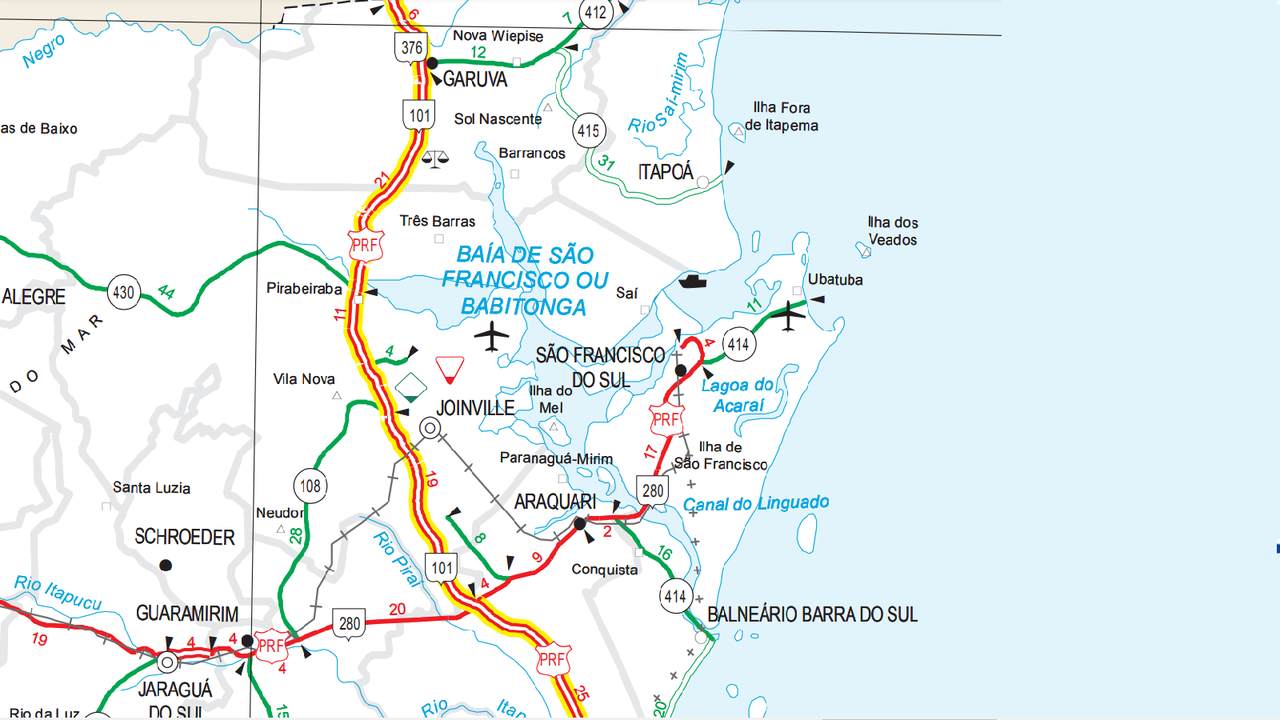 6
7
412
376
Nova Wiepise
12
Negro
GARUVA
Rio Saí-mirim
101
Sol Nascente
Ilha Fora
de Itapema
as de Baixo
415
Barrancos
31
ITAPOÁ
21
Três Barras
Ilha dos
Veados
PRF
BAÍA DE SÃO
FRANCISCO OU
BABITONGA
Ubatuba
Saí
Pirabeiraba
430
44
ALEGRE
11
11
MAR
DO
4
4
414
SÃO FRANCISCO
DO SUL
Vila Nova
Ilha do
Mel
Lagoa do
Acaraí
JOINVILLE
PRF
17
Ilha de
São Francisco
Paranaguá-Mirim
19
108
280
Santa Luzia
ARAQUARI
Canal do Linguado
Neudorf
28
SCHROEDER
2
8
9
16
Rio Piraí
Conquista
101
4
414
Rio Itapucu
GUARAMIRIM
20
280
BALNEÁRIO BARRA DO SUL
19
4
4
PRF
4
PRF
JARAGUÁ
DO SUL
25
Rio da Luz
15
Rio
Itap
20